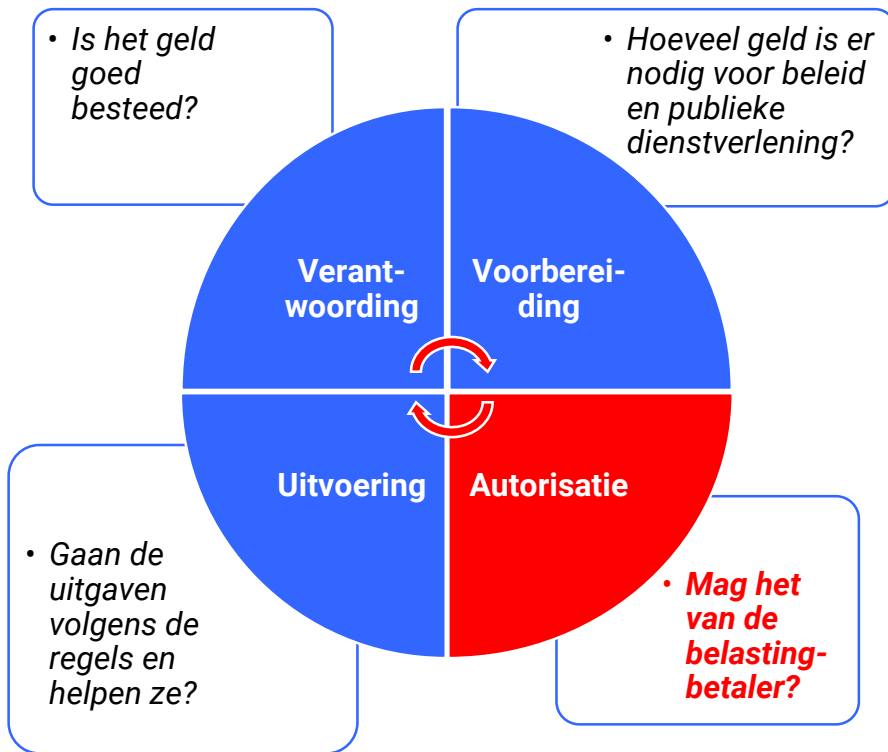 • Is het geld
goed
besteed?
• Hoeveel geld is er
nodig voor beleid
en publieke
dienstverlening?
Verant-
woording
Voorberei-
ding
Uitvoering
Autorisatie
• Gaan de
uitgaven
volgens de
regels en
helpen ze?
• Mag het
van de
belasting-
betaler?